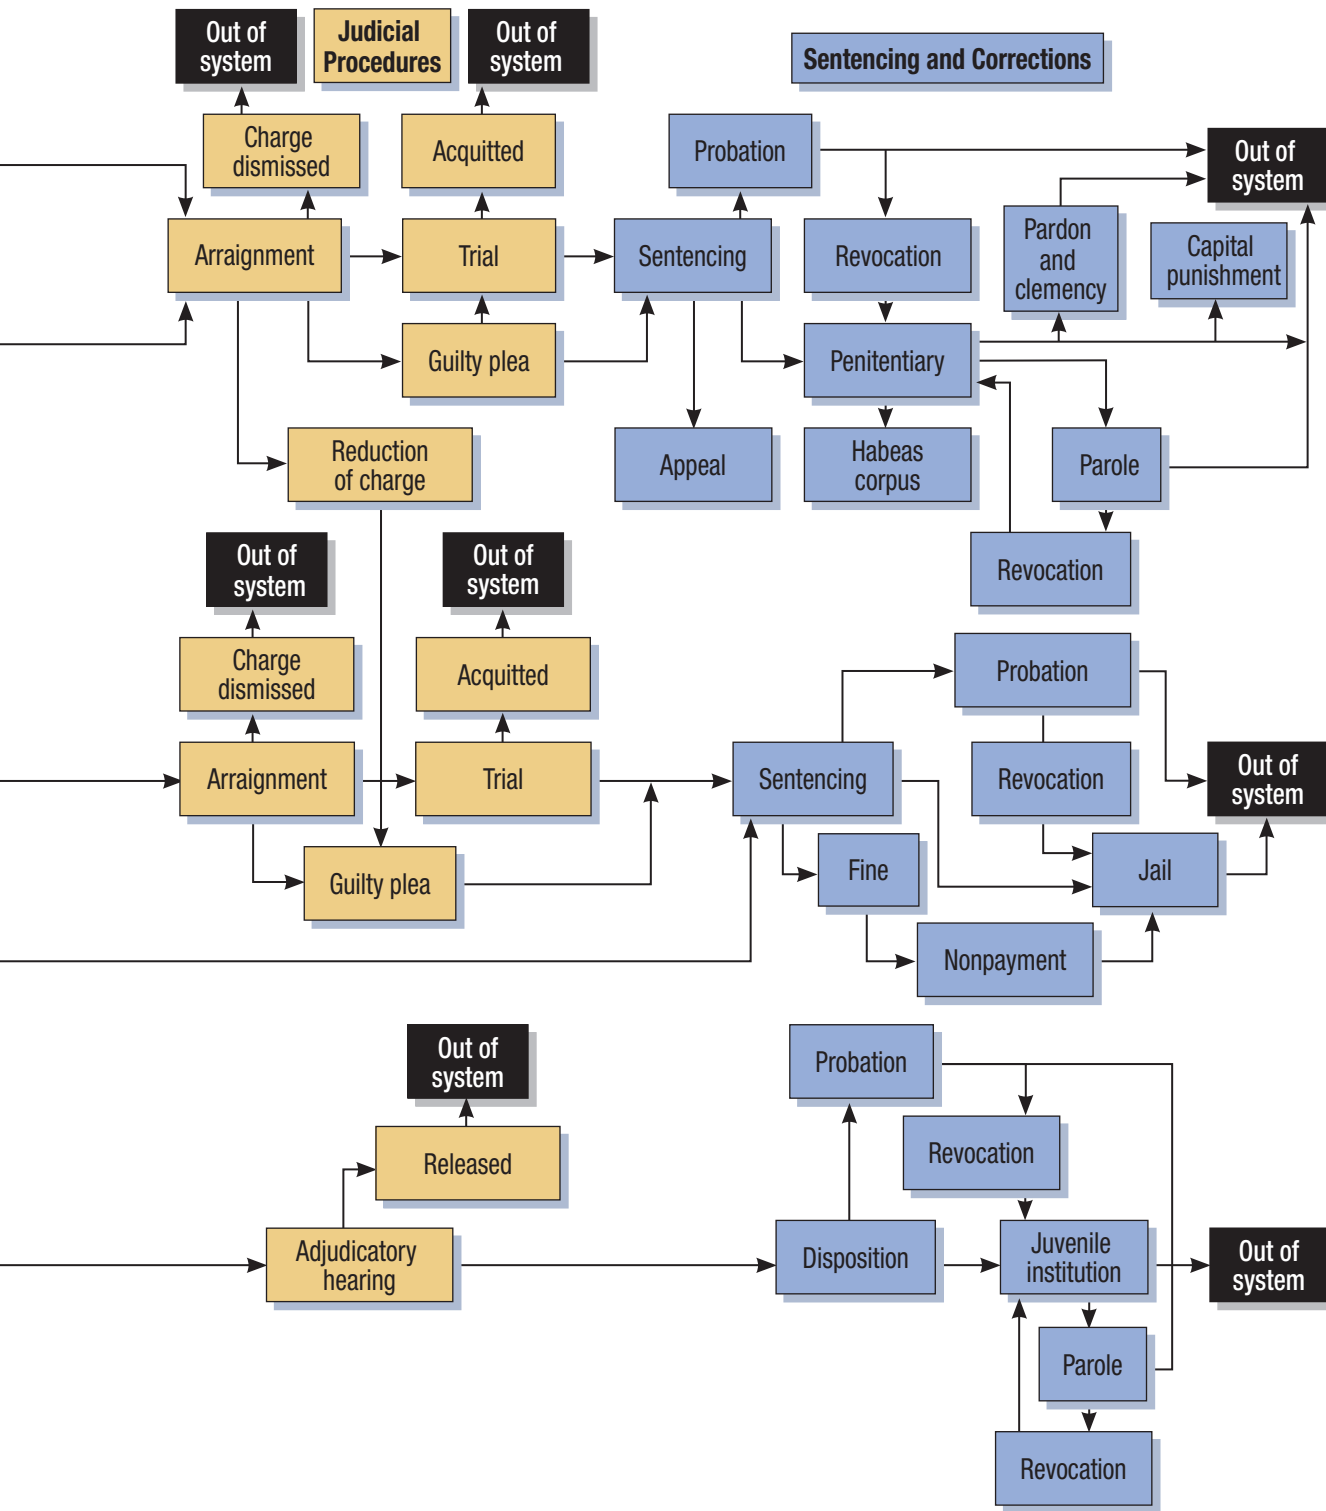 Out of
system
Judicial
Procedures
Out of
system
Sentencing and Corrections
Charge
dismissed
Acquitted
Probation
Out of
system
Arraignment
Trial
Sentencing
Revocation
Pardon
and
clemency
Capital
punishment
Guilty plea
Penitentiary
Reduction
of charge
Appeal
Habeas
corpus
Parole
Revocation
Out of
system
Out of
system
Charge
dismissed
Acquitted
Probation
Arraignment
Trial
Sentencing
Revocation
Out of
system
Guilty plea
Fine
Jail
Nonpayment
Out of
system
Probation
Released
Revocation
Adjudicatory
hearing
Disposition
Juvenile
institution
Out of
system
Parole
Revocation